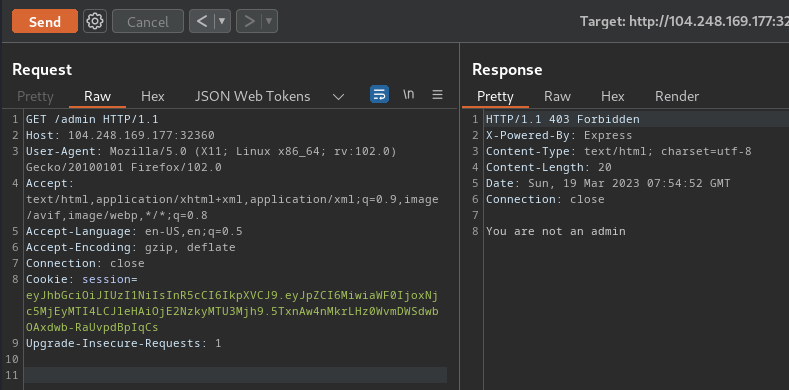 Send Cancel < > Target: http://104.248.169.177:32
Request
Pretty Raw Hex JSON Web Tokens \n
1 GET /admin HTTP/1.1
2 Host: 104.248.169.177:32360
3 User-Agent: Mozilla/5.0 (X11; Linux x86_64; rv:102.0)
Gecko/20100101 Firefox/102.0
4 Accept:
text/html,application/xhtml+xml,application/xml;q=0.9,image
/avif,image/webp,*/*;q=0.8
5 Accept-Language: en-US,en;q=0.5
6 Accept-Encoding: gzip, deflate
7 Connection: close
8 Cookie: session=
eyJhbGciOiJIUzI1NiIsInR5cCI6IkpXVCJ9.eyJpZCI6MiwiaWF0IjoxNj
c5MjEyMTI4LCJleHAiOjE2NzkyMTU3Mjh9.5TxnAw4nMkrLHz0WvmDWSdwb
OAxdwb-RaUvpdBpIqCs
9 Upgrade-Insecure-Requests: 1
10
11
Response
Pretty Raw Hex Render
1 HTTP/1.1 403 Forbidden
2 X-Powered-By: Express
3 Content-Type: text/html; charset=utf-8
4 Content-Length: 20
5 Date: Sun, 19 Mar 2023 07:54:52 GMT
6 Connection: close
7
8 You are not an admin